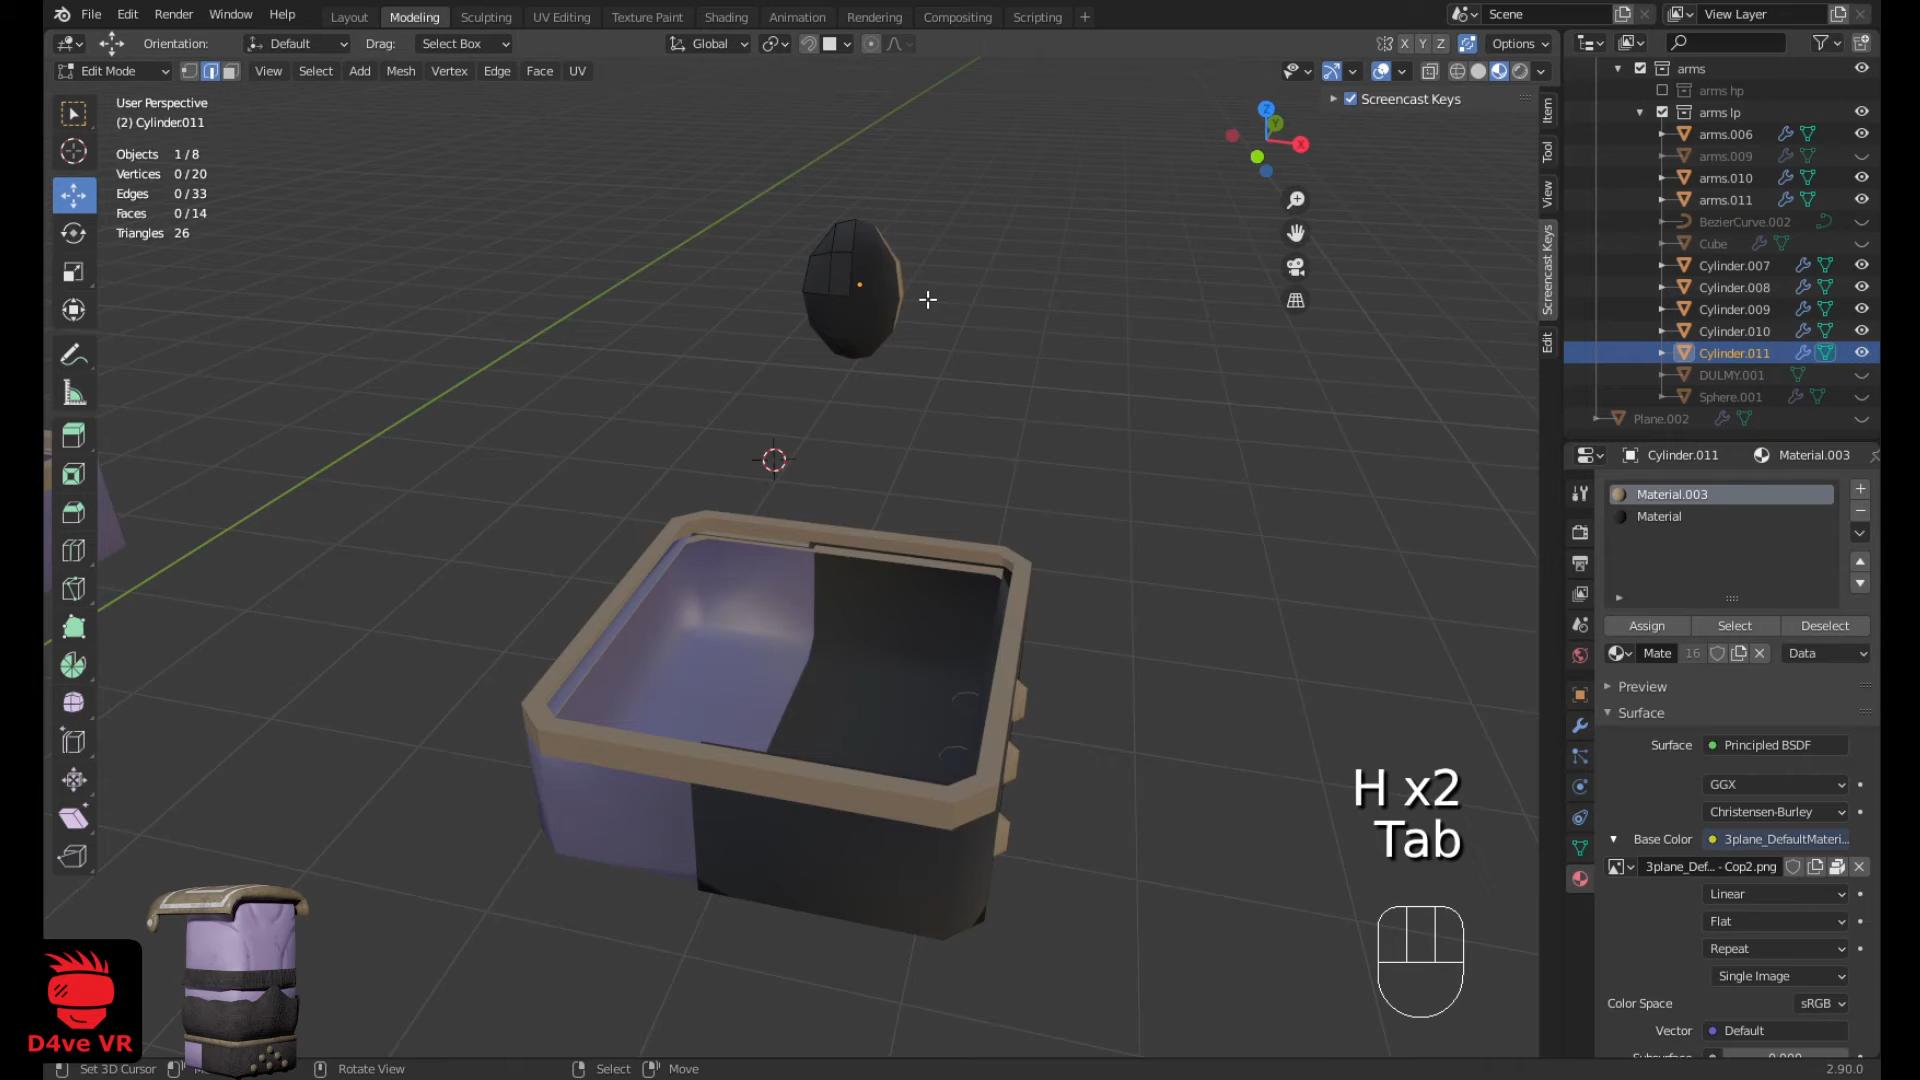 File Edit Render Window Help Layout Modeling Sculpting UV Editing Texture Paint Shading Animation Rendering Compositing Scripting + Scene View Layer
Orientation: Default Drag: Select Box Global X Y Z Options
Edit Mode View Select Add Mesh Vertex Edge Face UV
User Perspective
(2) Cylinder.011
Objects 1 / 8
Vertices 0 / 20
Edges 0 / 33
Faces 0 / 14
Triangles 26
Screencast Keys
Z
Y
X
Item
Tool
View
Screencast Keys
Edit
arms
arms hp
arms lp
arms.006
arms.009
arms.010
arms.011
BezierCurve.002
Cube
Cylinder.007
Cylinder.008
Cylinder.009
Cylinder.010
Cylinder.011
DULMY.001
Sphere.001
Plane.002
Cylinder.011 Material.003
Material.003
Material
Assign Select Deselect
Mate 16 Data
Preview
Surface
Surface Principled BSDF
GGX
Christensen-Burley
Base Color 3plane_DefaultMateri...
3plane_Def... - Cop2.png
Linear
Flat
Repeat
Single Image
Color Space sRGB
Vector Default
H x2
Tab
D4ve VR
Set 3D Cursor Rotate View Select Move 2.90.0